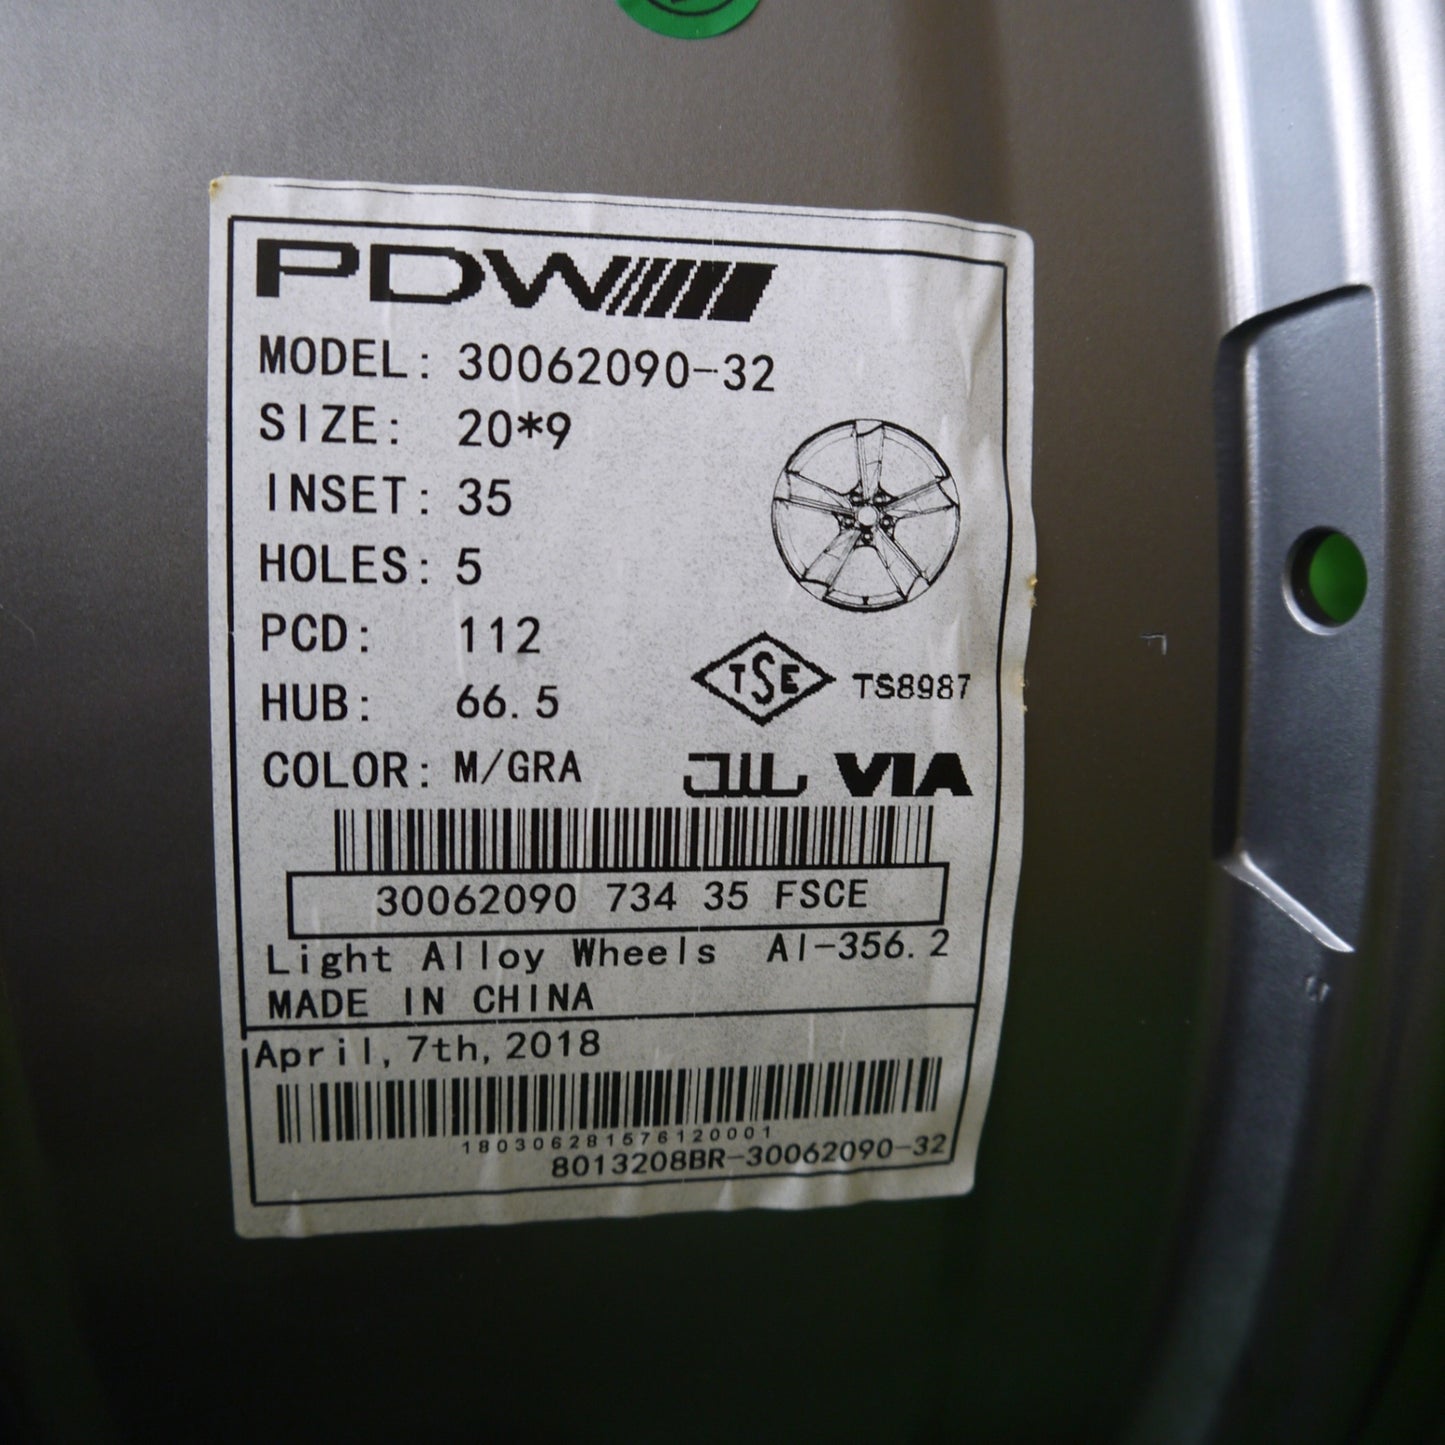 PDW
MODEL: 30062090-32
SIZE: 20*9
INSET: 35
HOLES: 5
PCD: 112
HUB: 66.5
COLOR: M/GRA
TSE TS8987
JWL VIA
30062090 734 35 FSCE
Light Alloy Wheels Al-356.2
MADE IN CHINA
April,7th,2018
180306281576120001
8013208BR-30062090-32